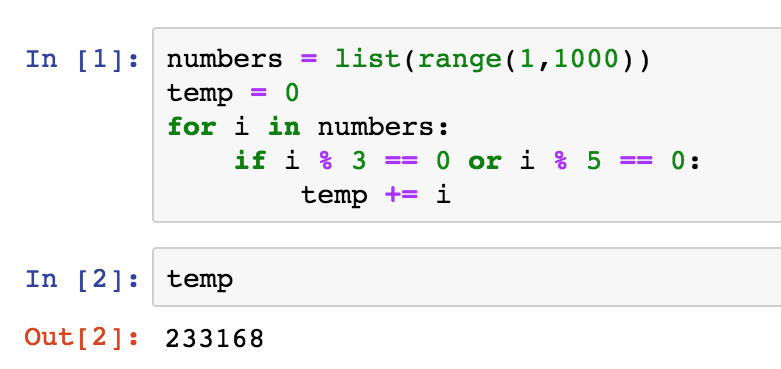 In [1]: numbers = list(range(1,1000))
temp = 0
for i in numbers:
    if i % 3 == 0 or i % 5 == 0:
        temp += i
In [2]: temp
Out[2]: 233168